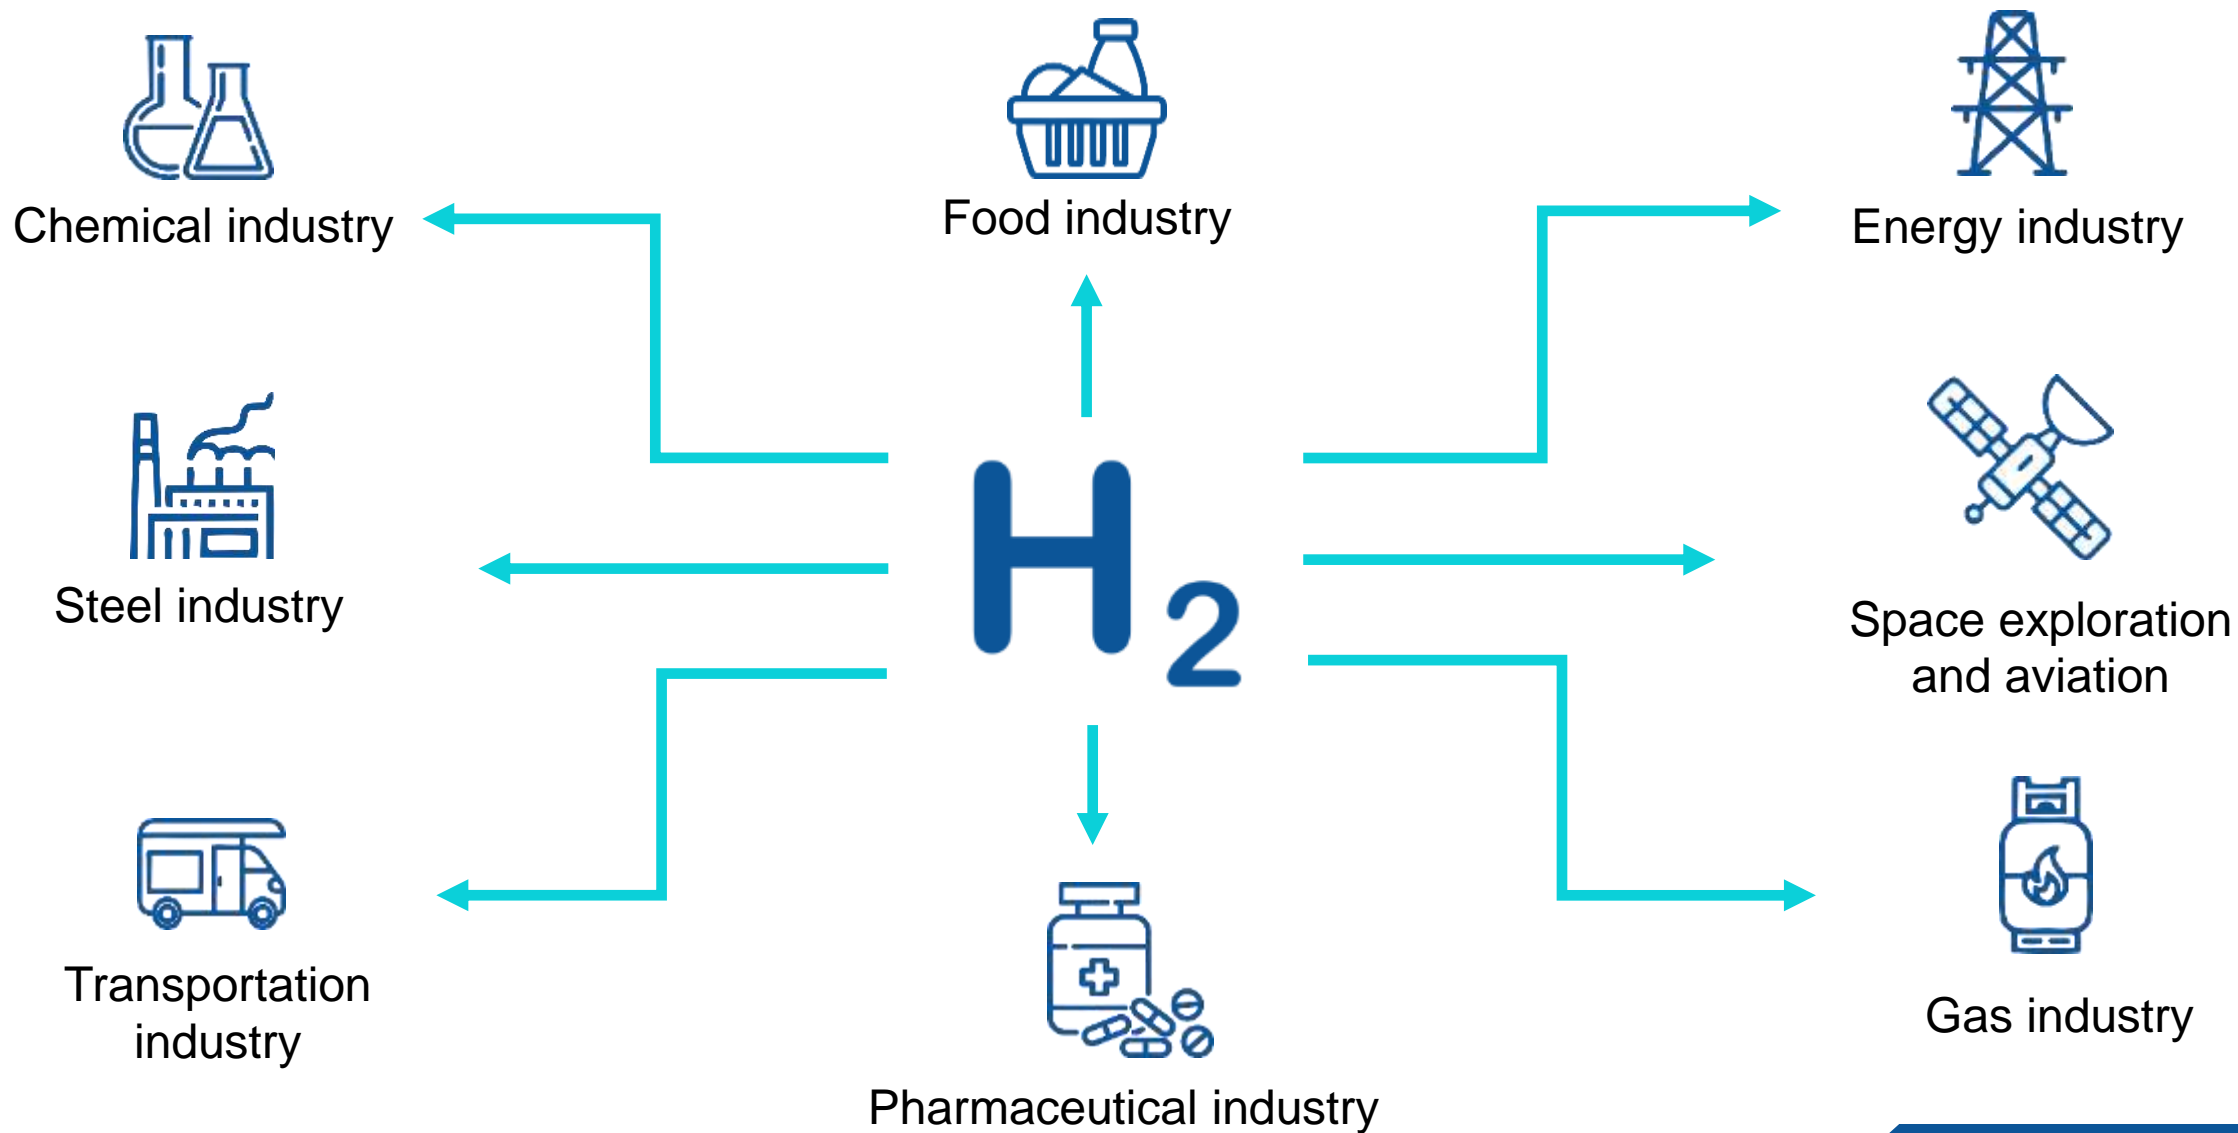 Chemical industry
Food industry
Energy industry
Steel industry
H2
Space exploration
and aviation
Transportation
industry
Pharmaceutical industry
Gas industry